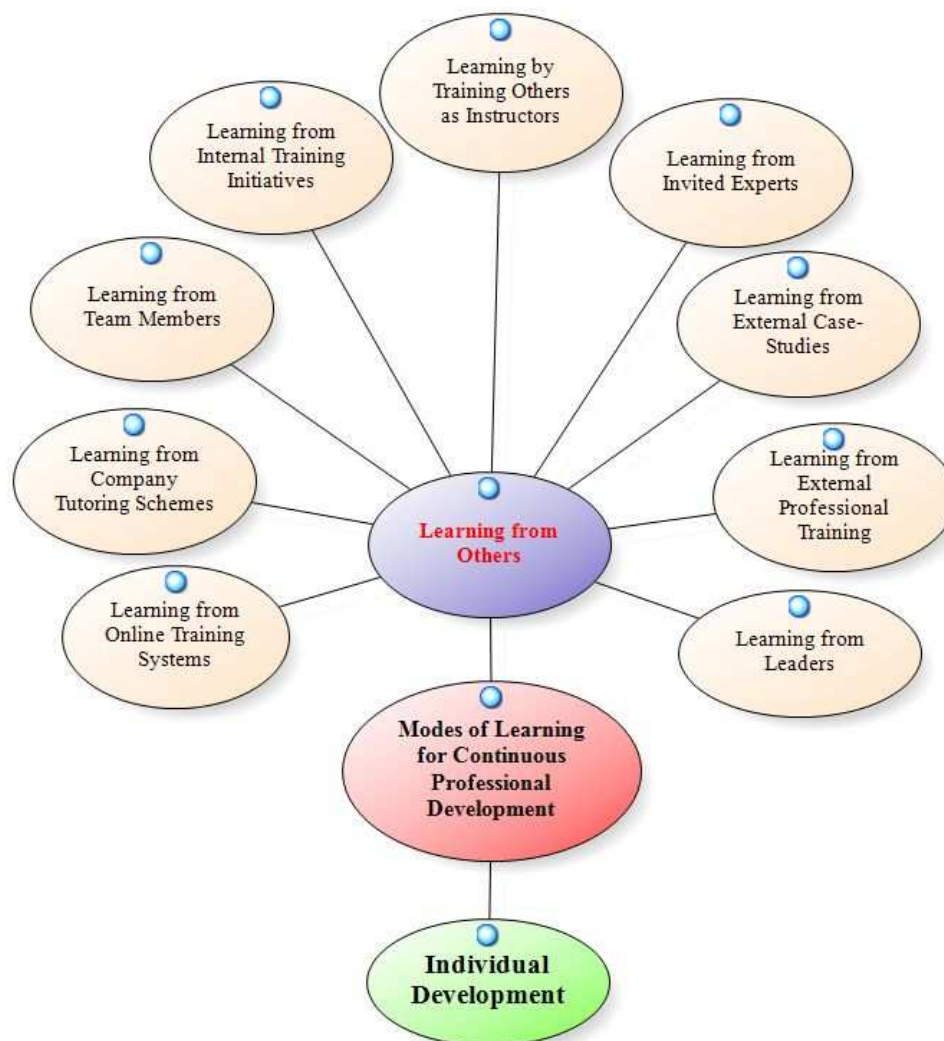 Learning by
Training Others
as Instructors
Learning from
Internal Training
Initiatives
Learning from
Invited Experts
Learning from
Team Members
Learning from
External Case-
Studies
Learning from
Company
Tutoring Schemes
Learning from
External
Professional
Training
Learning from
Others
Learning from
Online Training
Systems
Learning from
Leaders
Modes of Learning
for Continuous
Professional
Development
Individual
Development